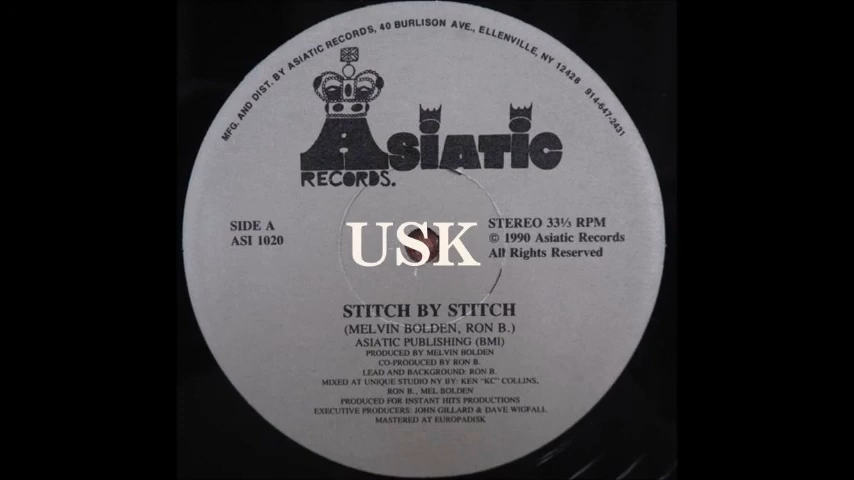 MFG. AND DIST. BY ASIATIC RECORDS, 40 BURLISON AVE., ELLENVILLE, NY 12428 914-647-2431
ASIATIC
RECORDS.
SIDE A
ASI 1020
USK
STEREO 33⅓ RPM
© 1990 Asiatic Records
All Rights Reserved
STITCH BY STITCH
(MELVIN BOLDEN, RON B.)
ASIATIC PUBLISHING (BMI)
PRODUCED BY MELVIN BOLDEN
CO-PRODUCED BY RON B.
LEAD AND BACKGROUND: RON B.
MIXED AT UNIQUE STUDIO NY BY: KEN "KC" COLLINS,
RON B., MEL BOLDEN
PRODUCED FOR INSTANT HITS PRODUCTIONS
EXECUTIVE PRODUCERS: JOHN GILLARD & DAVE WIGFALL
MASTERED AT EUROPADISK